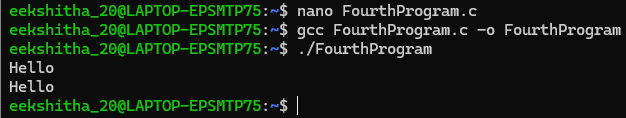 eekshitha_20@LAPTOP-EPSMTP75:~$ nano FourthProgram.c
eekshitha_20@LAPTOP-EPSMTP75:~$ gcc FourthProgram.c -o FourthProgram
eekshitha_20@LAPTOP-EPSMTP75:~$ ./FourthProgram
Hello
Hello
eekshitha_20@LAPTOP-EPSMTP75:~$